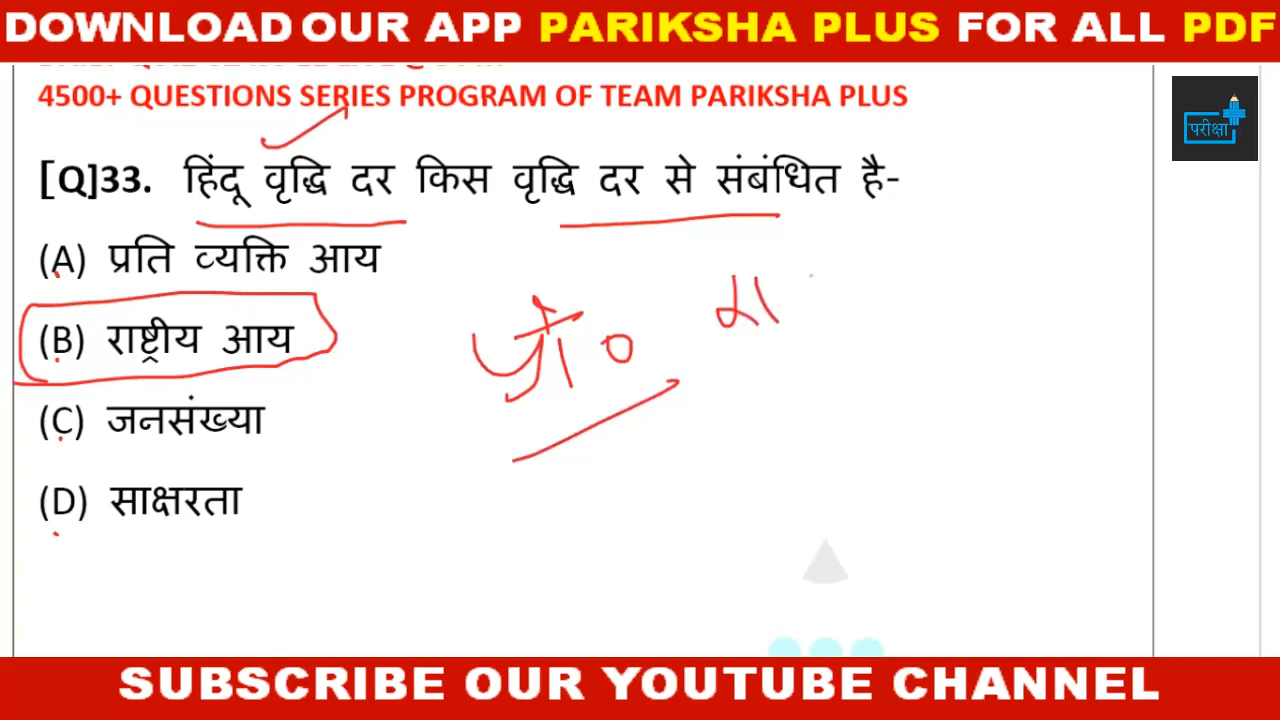 DOWNLOAD OUR APP PARIKSHA PLUS FOR ALL PDF
4500+ QUESTIONS SERIES PROGRAM OF TEAM PARIKSHA PLUS
परीक्षा
[Q]33. हिंदू वृद्धि दर किस वृद्धि दर से संबंधित है-
(A) प्रति व्यक्ति आय
(B) राष्ट्रीय आय
प्रो० रा
(C) जनसंख्या
(D) साक्षरता
SUBSCRIBE OUR YOUTUBE CHANNEL